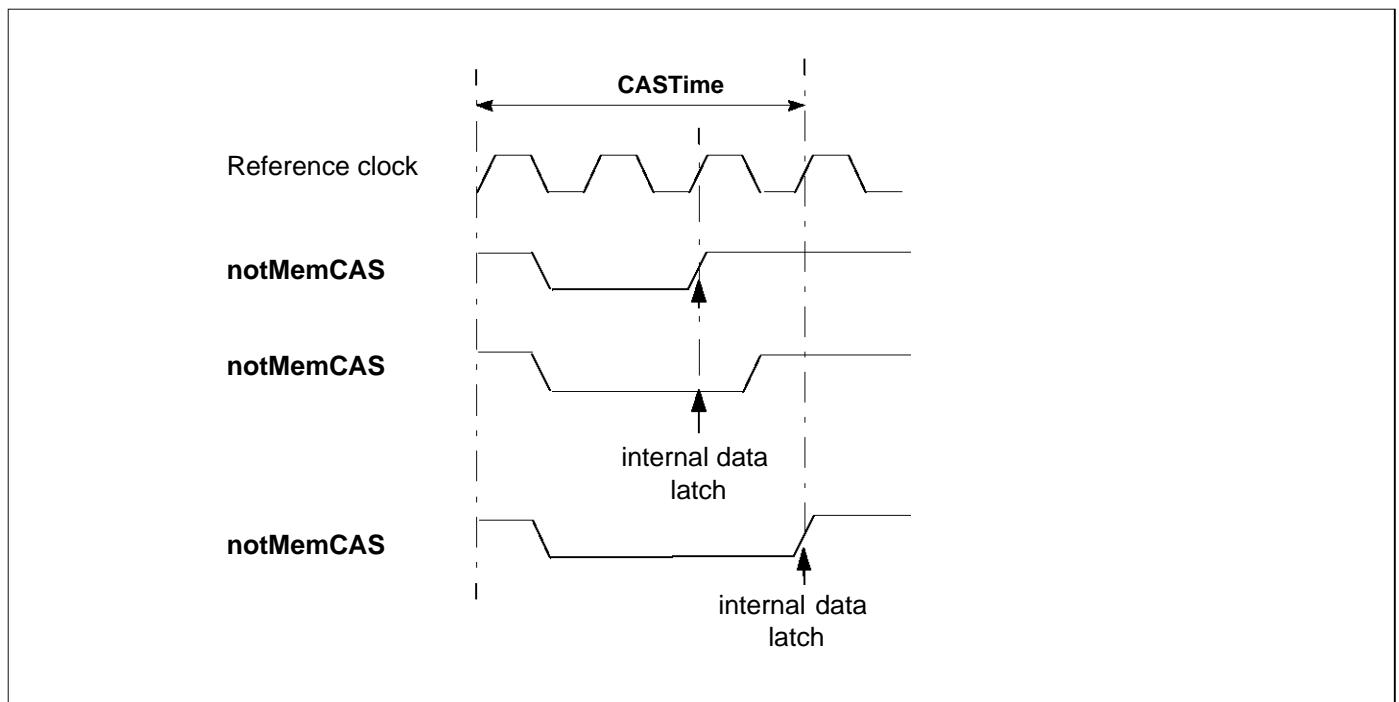 CASTime
Reference clock
notMemCAS
notMemCAS
internal data
latch
notMemCAS
internal data
latch